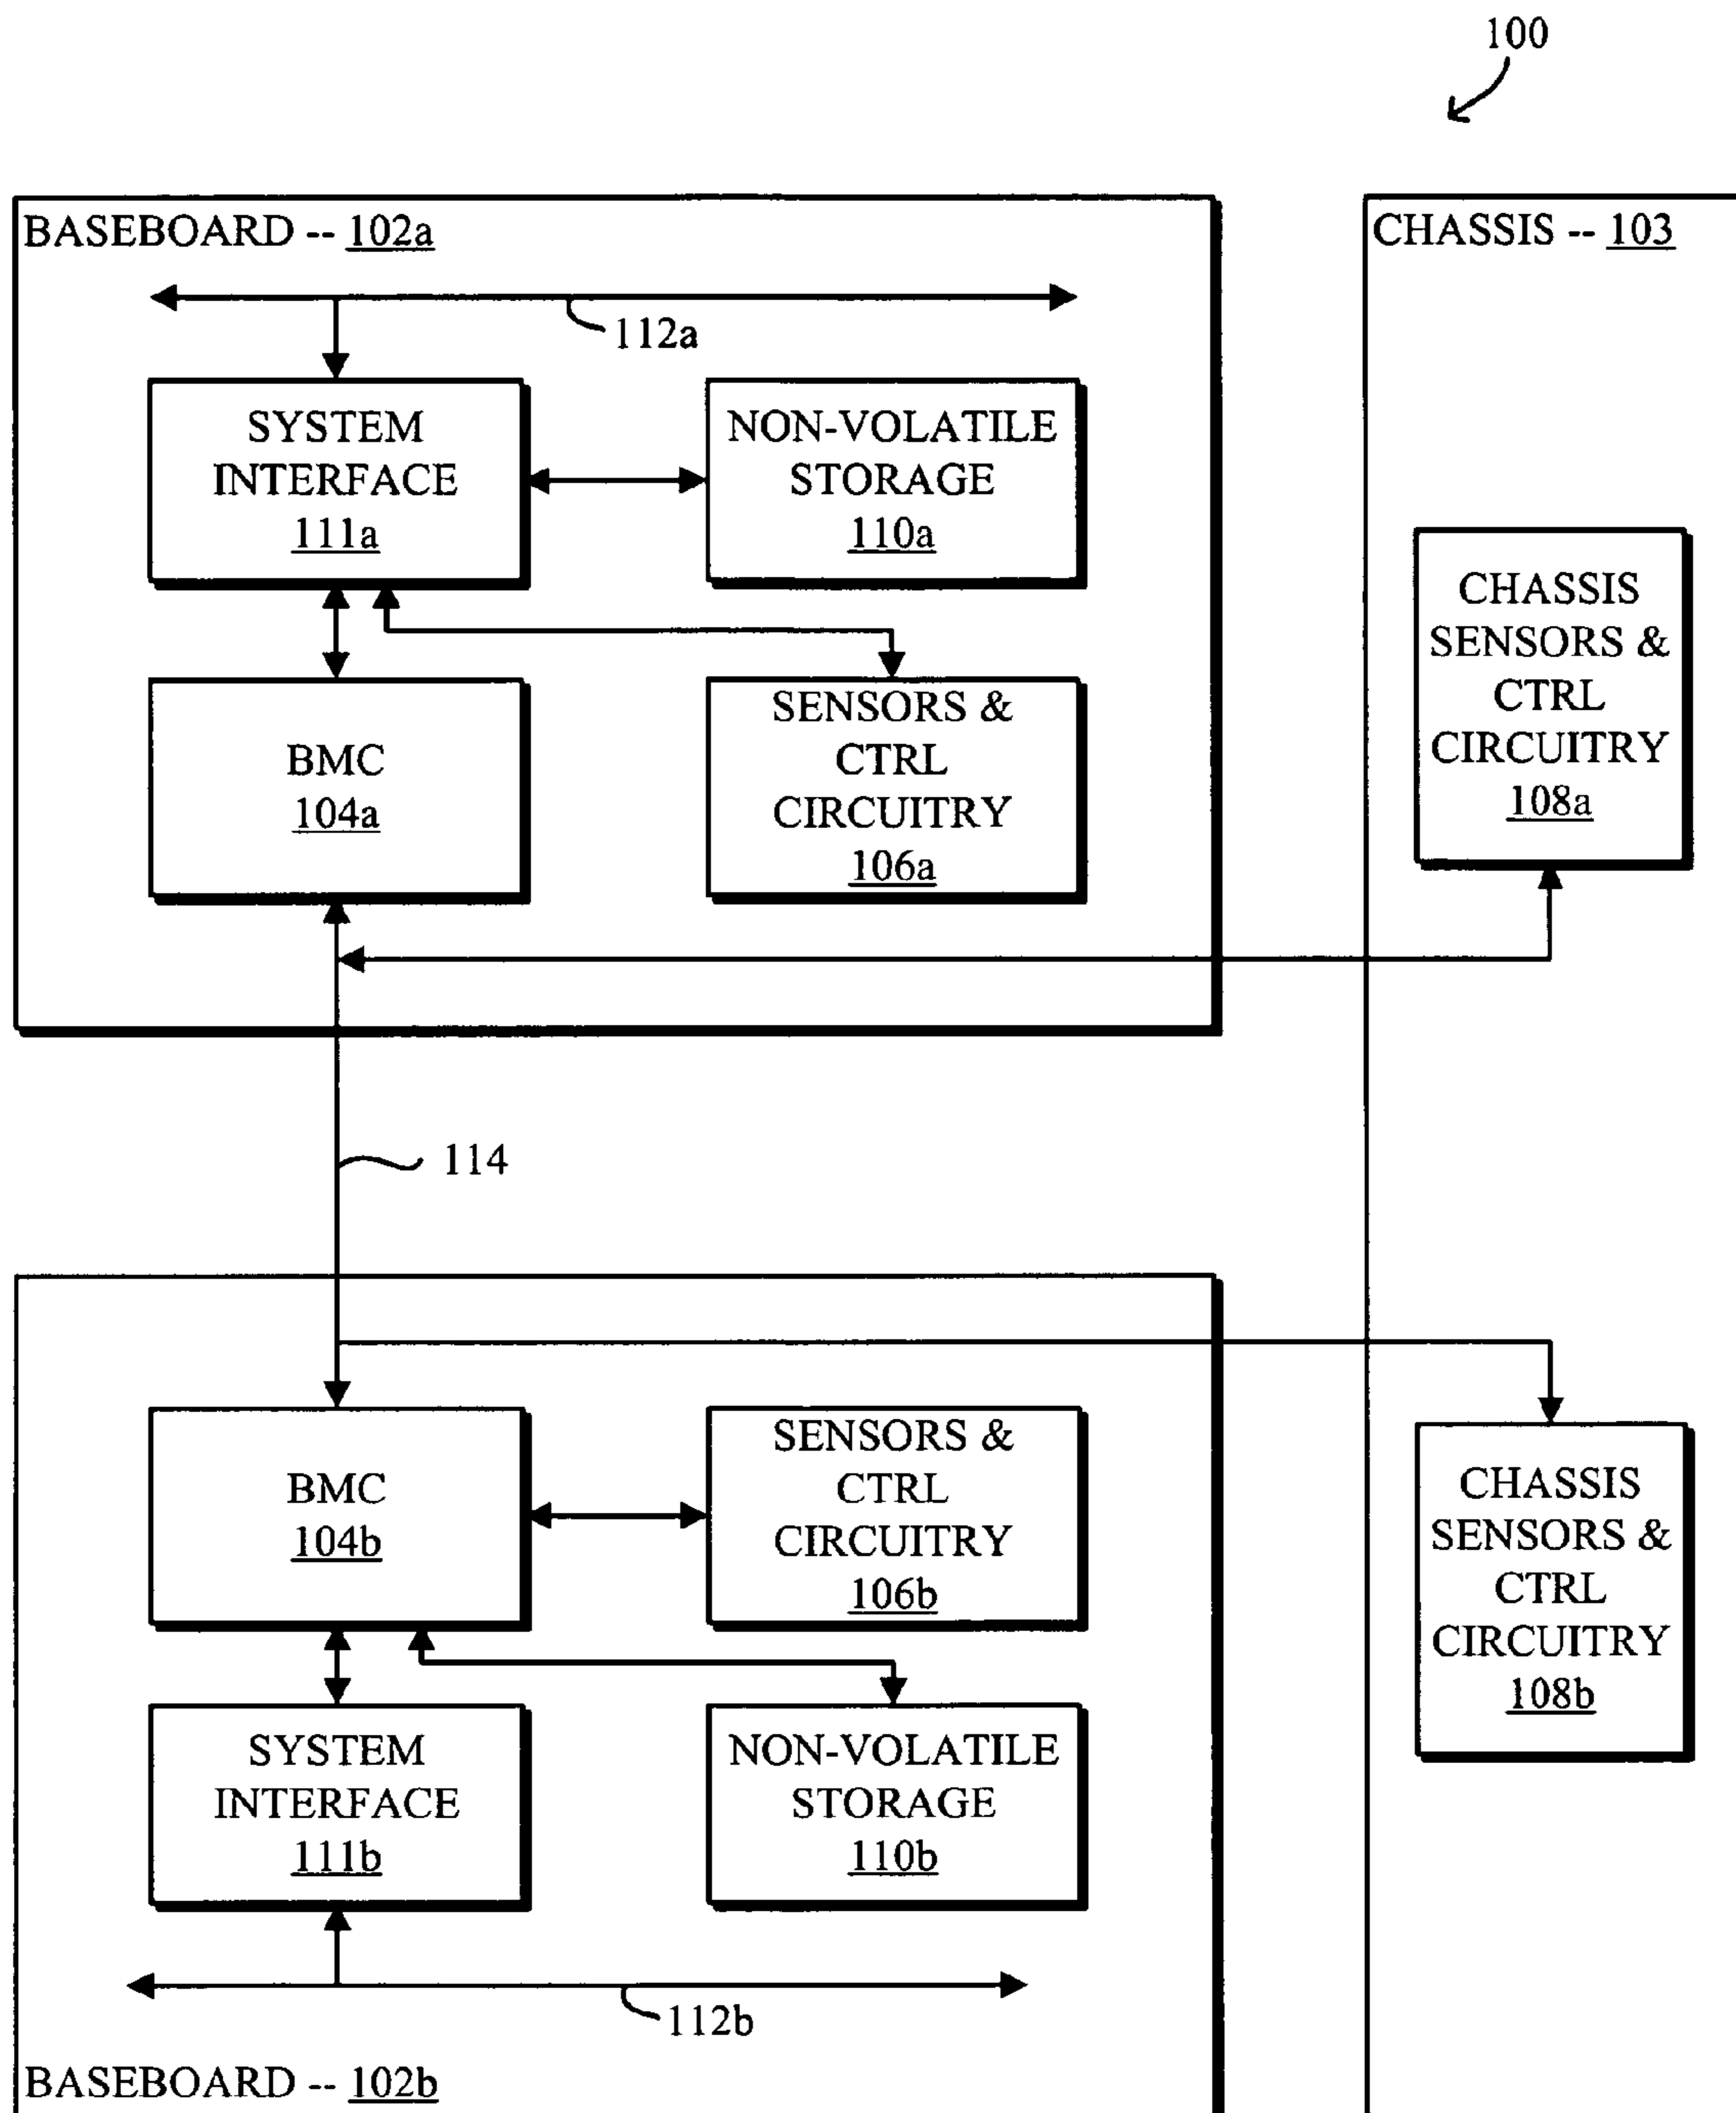 100
BASEBOARD -- 102a
CHASSIS -- 103
112a
SYSTEM
INTERFACE
111a
NON-VOLATILE
STORAGE
110a
CHASSIS
SENSORS &
CTRL
CIRCUITRY
108a
BMC
104a
SENSORS &
CTRL
CIRCUITRY
106a
114
BMC
104b
SENSORS &
CTRL
CIRCUITRY
106b
CHASSIS
SENSORS &
CTRL
CIRCUITRY
108b
SYSTEM
INTERFACE
111b
NON-VOLATILE
STORAGE
110b
112b
BASEBOARD -- 102b